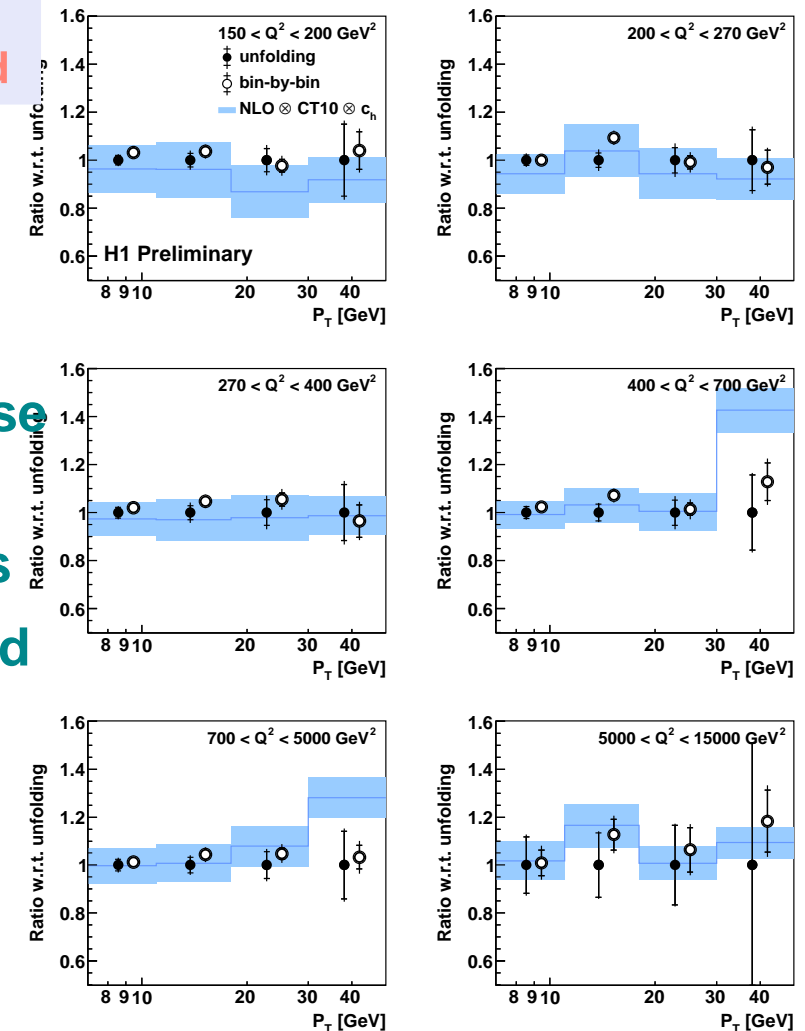 d
se
s
d
150 < Q² < 200 GeV²
unfolding
bin-by-bin
NLO ⊗ CT10 ⊗ c_h
H1 Preliminary
Ratio w.r.t. unfolding
1.6
1.4
1.2
1
0.8
0.6
8 9 10 20 30 40
P_T [GeV]
200 < Q² < 270 GeV²
Ratio w.r.t. unfolding
1.6
1.4
1.2
1
0.8
0.6
8 9 10 20 30 40
P_T [GeV]
270 < Q² < 400 GeV²
Ratio w.r.t. unfolding
1.6
1.4
1.2
1
0.8
0.6
8 9 10 20 30 40
P_T [GeV]
400 < Q² < 700 GeV²
Ratio w.r.t. unfolding
1.6
1.4
1.2
1
0.8
0.6
8 9 10 20 30 40
P_T [GeV]
700 < Q² < 5000 GeV²
Ratio w.r.t. unfolding
1.6
1.4
1.2
1
0.8
0.6
8 9 10 20 30 40
P_T [GeV]
5000 < Q² < 15000 GeV²
Ratio w.r.t. unfolding
1.6
1.4
1.2
1
0.8
0.6
8 9 10 20 30 40
P_T [GeV]